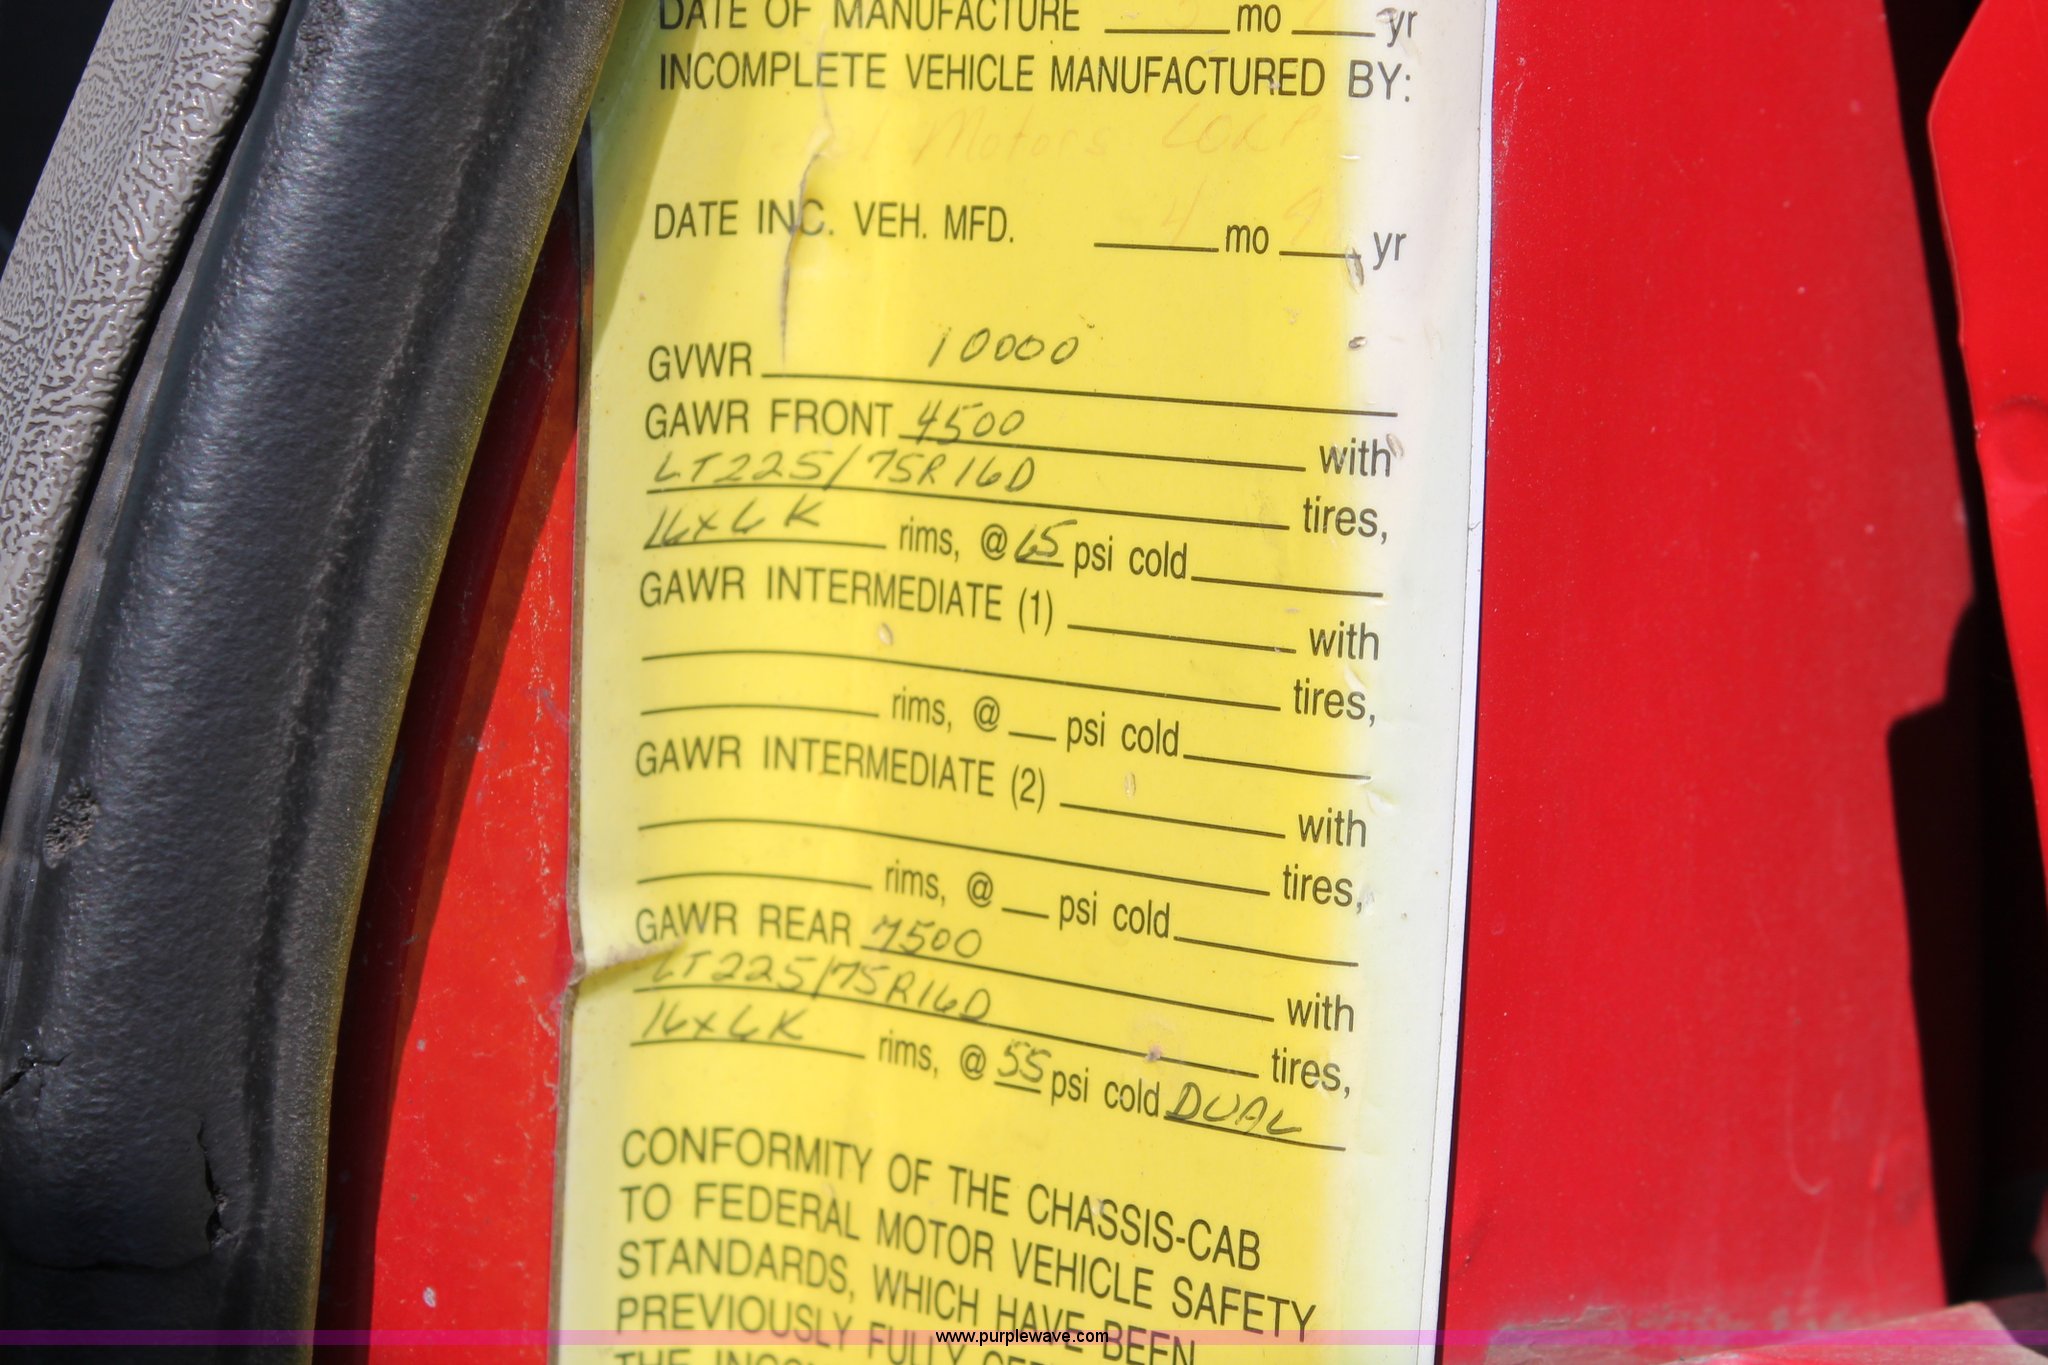 DATE OF MANUFACTURE mo yr
INCOMPLETE VEHICLE MANUFACTURED BY:
Motors CORP
DATE INC. VEH. MFD. 4 mo 9 yr
GVWR 10000
GAWR FRONT 4500 with
LT225/75R16D tires,
16x6K rims, @ 65 psi cold
GAWR INTERMEDIATE (1) with
tires,
rims, @ psi cold
GAWR INTERMEDIATE (2) with
tires,
rims, @ psi cold
GAWR REAR 7500 with
LT225/75R16D tires,
16x6K rims, @ 55 psi cold DUAL
CONFORMITY OF THE CHASSIS-CAB
TO FEDERAL MOTOR VEHICLE SAFETY
STANDARDS, WHICH HAVE BEEN
PREVIOUSLY FULLY
THE
www.purplewave.com